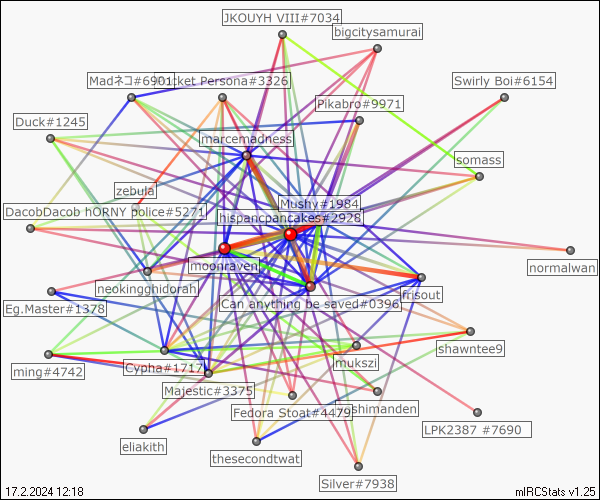 JKOUYH VIII#7034
bigcitysamurai
Madネコ#6901
cket Persona#3326
Swirly Boi#6154
Pikabro#9971
Duck#1245
marcemadness
somass
zebula
Mushy#1984
DacobDacob hORNY police#5271
hispancpancakes#2928
moonraven
normalwan
neokingghidorah
frisout
Eg.Master#1378
Can anything be saved#0396
shawntee9
mukszi
ming#4742
Cypha#1717
Majestic#3375
shimanden
Fedora Stoat#4479
LPK2387 #7690
eliakith
thesecondtwat
Silver#7938
17.2.2024 12:18
mIRCStats v1.25